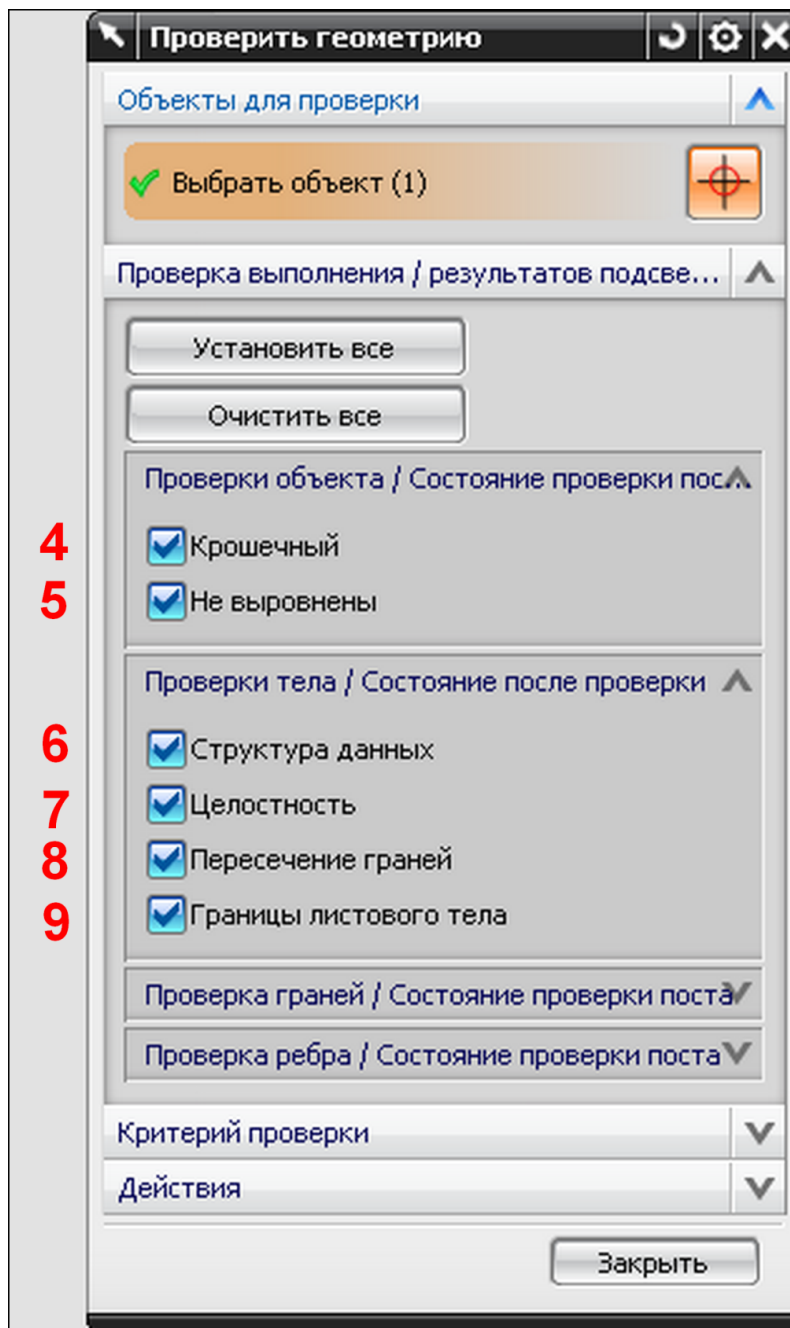 Проверить геометрию
Объекты для проверки
Выбрать объект (1)
Проверка выполнения / результатов подсве...
Установить все
Очистить все
Проверки объекта / Состояние проверки пос...
4 Крошечный
5 Не выровнены
Проверки тела / Состояние после проверки
6 Структура данных
7 Целостность
8 Пересечение граней
9 Границы листового тела
Проверка граней / Состояние проверки поста
Проверка ребра / Состояние проверки поста
Критерий проверки
Действия
Закрыть